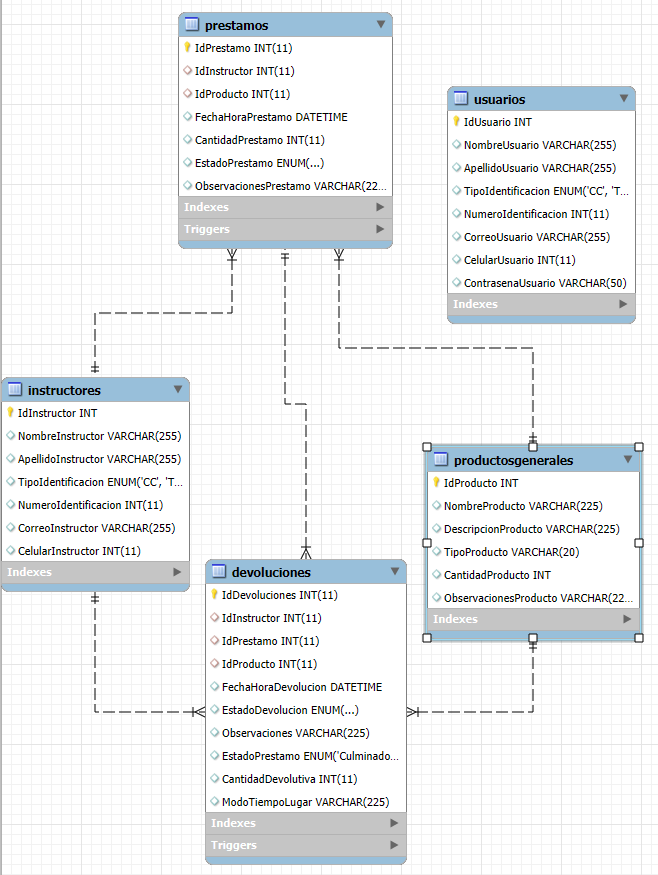 prestamos
IdPrestamo INT(11)
IdInstructor INT(11)
IdProducto INT(11)
FechaHoraPrestamo DATETIME
CantidadPrestamo INT(11)
EstadoPrestamo ENUM(...)
ObservacionesPrestamo VARCHAR(22...
Indexes
Triggers
usuarios
IdUsuario INT
NombreUsuario VARCHAR(255)
ApellidoUsuario VARCHAR(255)
TipoIdentificacion ENUM('CC', 'T...
NumeroIdentificacion INT(11)
CorreoUsuario VARCHAR(255)
CelularUsuario INT(11)
ContrasenaUsuario VARCHAR(50)
Indexes
instructores
IdInstructor INT
NombreInstructor VARCHAR(255)
ApellidoInstructor VARCHAR(255)
TipoIdentificacion ENUM('CC', 'T...
NumeroIdentificacion INT(11)
CorreoInstructor VARCHAR(255)
CelularInstructor INT(11)
Indexes
productosgenerales
IdProducto INT
NombreProducto VARCHAR(225)
DescripcionProducto VARCHAR(225)
TipoProducto VARCHAR(20)
CantidadProducto INT
ObservacionesProducto VARCHAR(22...
Indexes
devoluciones
IdDevoluciones INT(11)
IdInstructor INT(11)
IdPrestamo INT(11)
IdProducto INT(11)
FechaHoraDevolucion DATETIME
EstadoDevolucion ENUM(...)
Observaciones VARCHAR(225)
EstadoPrestamo ENUM('Culminado...
CantidadDevolutiva INT(11)
ModoTiempoLugar VARCHAR(225)
Indexes
Triggers